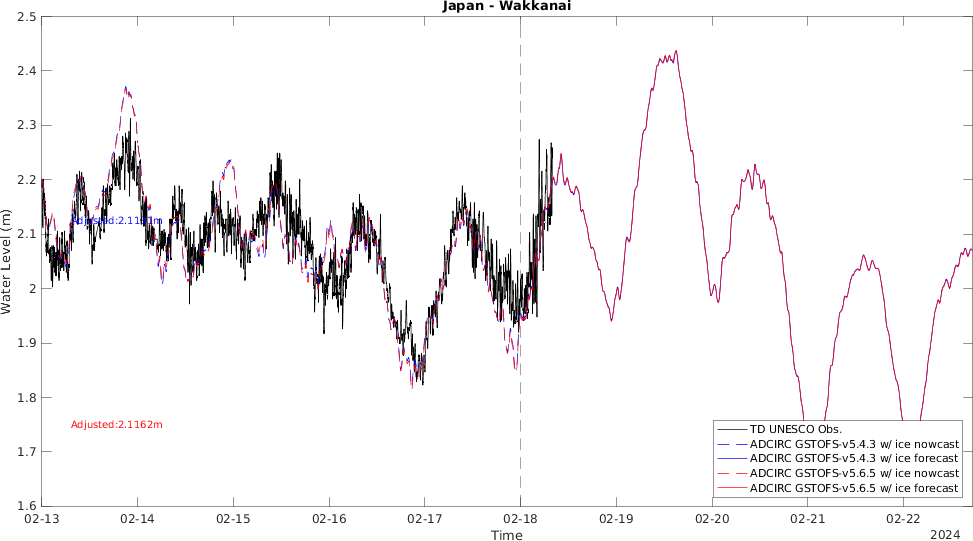 Japan - Wakkanai
2.5
2.4
2.3
2.2
2.1
2
1.9
1.8
1.7
1.6
Water Level (m)
Adjusted:2.1162m
TD UNESCO Obs.
ADCIRC GSTOFS-v5.4.3 w/ ice nowcast
ADCIRC GSTOFS-v5.4.3 w/ ice forecast
ADCIRC GSTOFS-v5.6.5 w/ ice nowcast
ADCIRC GSTOFS-v5.6.5 w/ ice forecast
02-13 02-14 02-15 02-16 02-17 02-18 02-19 02-20 02-21 02-22
Time
2024